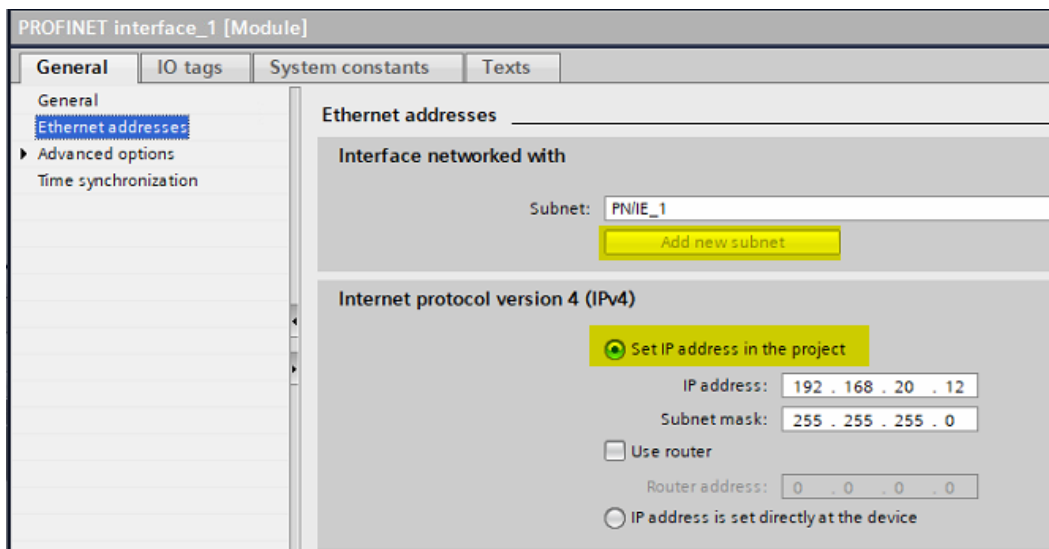 PROFINET interface_1 [Module]
General IO tags System constants Texts
General
Ethernet addresses
Advanced options
Time synchronization
Ethernet addresses
Interface networked with
Subnet: PN/IE_1
Add new subnet
Internet protocol version 4 (IPv4)
Set IP address in the project
IP address: 192 . 168 . 20 . 12
Subnet mask: 255 . 255 . 255 . 0
Use router
Router address: 0 . 0 . 0 . 0
IP address is set directly at the device